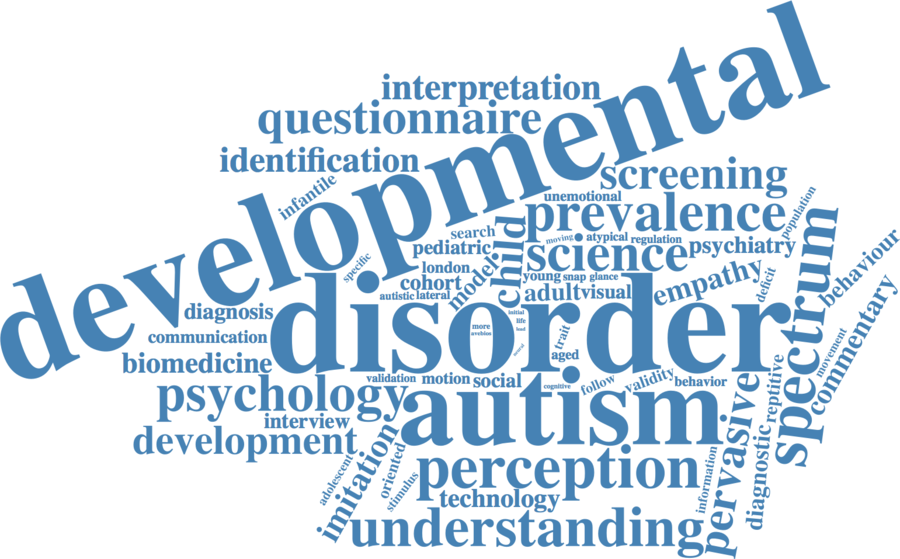 developmental
interpretation
questionnaire
identification
infantile
screening
unemotional
prevalence
population
search
moving
atypical
regulation
pediatric
child
science
psychiatry
specific
london
model
young
snap
glance
cohort
empathy
deficit
spectrum
behaviour
autistic
lateral
adult
visual
diagnosis
disorder
initial
life
more
trait
communication
aged
biomedicine
movement
commentary
validation
motion
social
cognitive
follow
validity
behavior
reptitive
psychology
autism
pervasive
interview
development
imitation
oriented
adolescent
stimulus
perception
information
diagnostic
technology
understanding